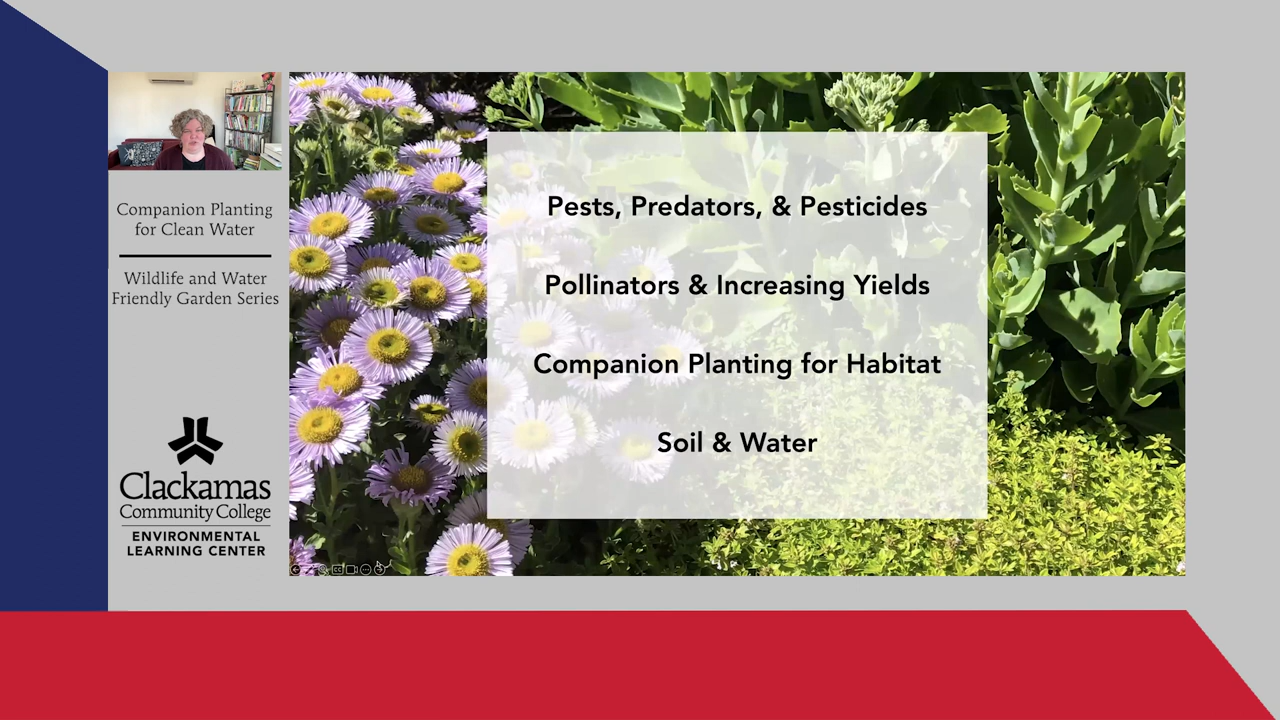 Companion Planting
for Clean Water
Wildlife and Water
Friendly Garden Series
Clackamas
Community College
ENVIRONMENTAL
LEARNING CENTER
Pests, Predators, & Pesticides
Pollinators & Increasing Yields
Companion Planting for Habitat
Soil & Water